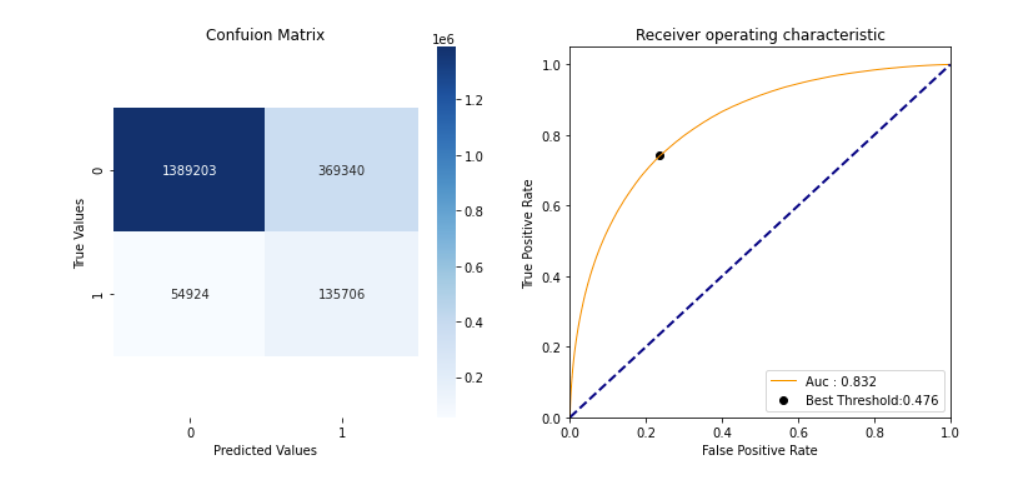 Confuion Matrix
1e6
0
1389203
369340
1
54924
135706
True Values
0
1
Predicted Values
1.2
1.0
0.8
0.6
0.4
0.2
Receiver operating characteristic
1.0
0.8
0.6
0.4
0.2
0.0
True Positive Rate
0.0
0.2
0.4
0.6
0.8
1.0
False Positive Rate
Auc : 0.832
Best Threshold:0.476